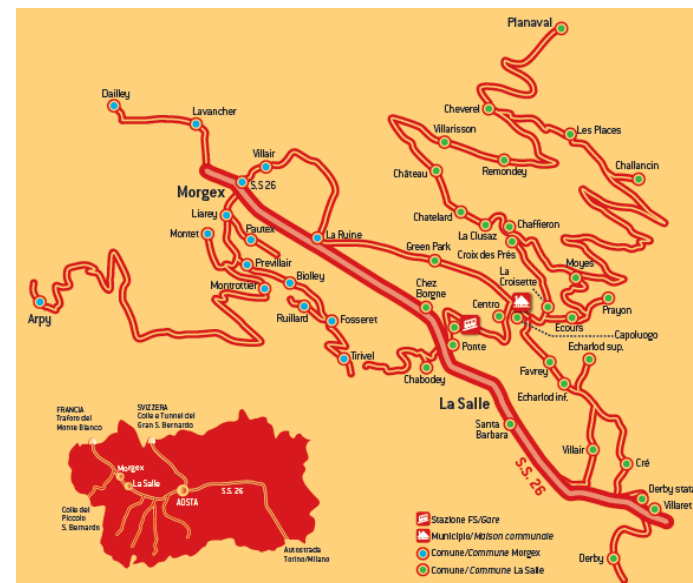 Planaval
Dailley
Lavancher
Cheverel
Villarisson
Les Places
Villair
Remondey
Challancin
Château
S.S 26
Morgex
Liarey
Chatelard
Chaffieron
La Clusaz
Montet
Pautex
La Ruine
Green Park
Croix des Prés
Moyes
La
Croisette
Previllair
Biolley
Montrottier
Chez
Borgne
Centro
Prayon
Arpy
Ruillard
Fosseret
Ecours
Capoluogo
Ponte
Echarlod sup.
Tirivel
Chabodey
Favrey
Echarlod inf.
La Salle
Santa
Barbara
S.S. 26
Villair
Cré
Derby stat
Villaret
Derby
FRANCIA
Traforo del
Monte Bianco
SVIZZERA
Colle e Tunnel del
Gran S. Bernardo
Morgex
La Salle
AOSTA
S.S. 26
Colle del
Piccolo
S. Bernardo
Autostrada
Torino/Milano
Stazione FS/Gare
Municipio/Maison communale
Comune/Commune Morgex
Comune/Commune La Salle